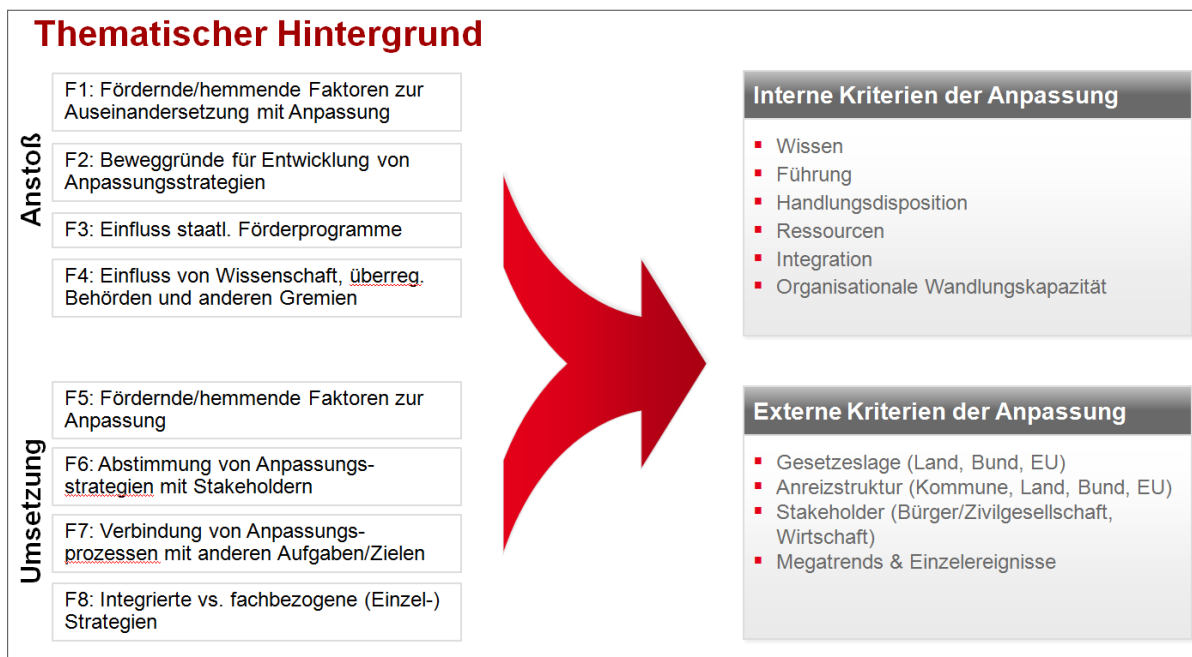 Thematischer Hintergrund
Anstoß
F1: Fördernde/hemmende Faktoren zur
Auseinandersetzung mit Anpassung
F2: Beweggründe für Entwicklung von
Anpassungsstrategien
F3: Einfluss staatl. Förderprogramme
F4: Einfluss von Wissenschaft, überreg.
Behörden und anderen Gremien
Umsetzung
F5: Fördernde/hemmende Faktoren zur
Anpassung
F6: Abstimmung von Anpassungs-
strategien mit Stakeholdern
F7: Verbindung von Anpassungs-
prozessen mit anderen Aufgaben/Zielen
F8: Integrierte vs. fachbezogene (Einzel-)
Strategien
Interne Kriterien der Anpassung
▪ Wissen
▪ Führung
▪ Handlungsdisposition
▪ Ressourcen
▪ Integration
▪ Organisationale Wandlungskapazität
Externe Kriterien der Anpassung
▪ Gesetzeslage (Land, Bund, EU)
▪ Anreizstruktur (Kommune, Land, Bund, EU)
▪ Stakeholder (Bürger/Zivilgesellschaft,
Wirtschaft)
▪ Megatrends & Einzelereignisse